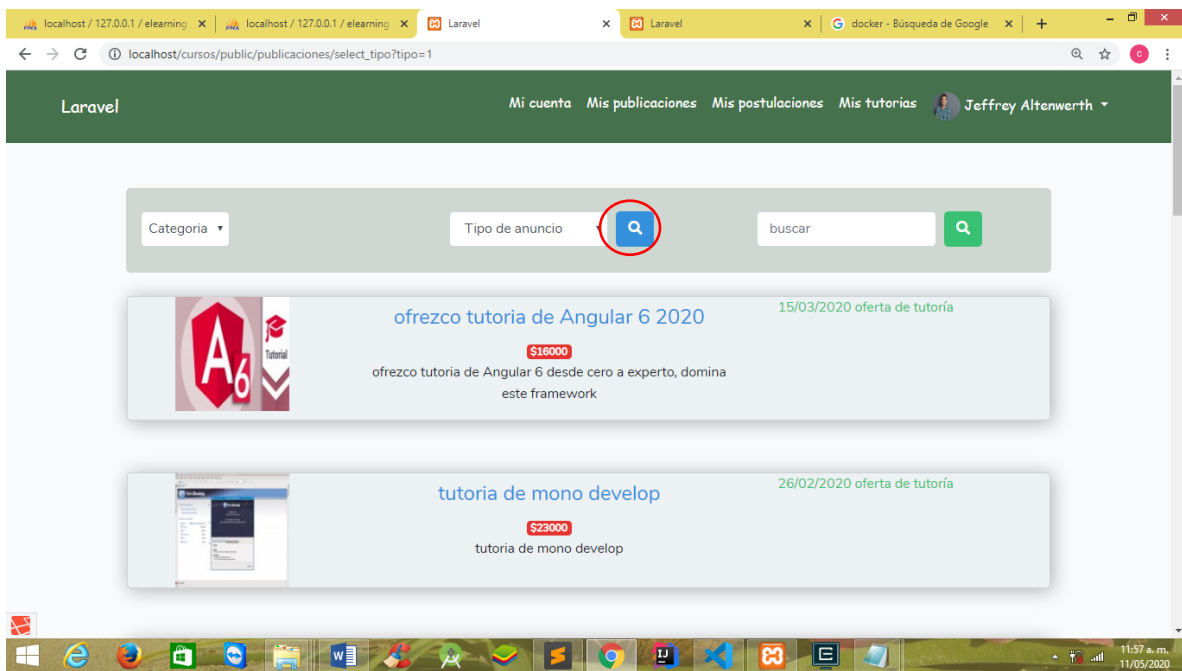 localhost / 127.0.0.1 / elearning
localhost / 127.0.0.1 / elearning
Laravel
Laravel
docker - Búsqueda de Google
localhost/cursos/public/publicaciones/select_tipo?tipo=1
c
Laravel
Mi cuenta
Mis publicaciones
Mis postulaciones
Mis tutorias
Jeffrey Altenwerth
Categoria
Tipo de anuncio
buscar
A6
Tutorial
ofrezco tutoria de Angular 6 2020
$16000
ofrezco tutoria de Angular 6 desde cero a experto, domina
este framework
15/03/2020 oferta de tutoría
tutoria de mono develop
$23000
tutoria de mono develop
26/02/2020 oferta de tutoría
11:57 a. m.
11/05/2020